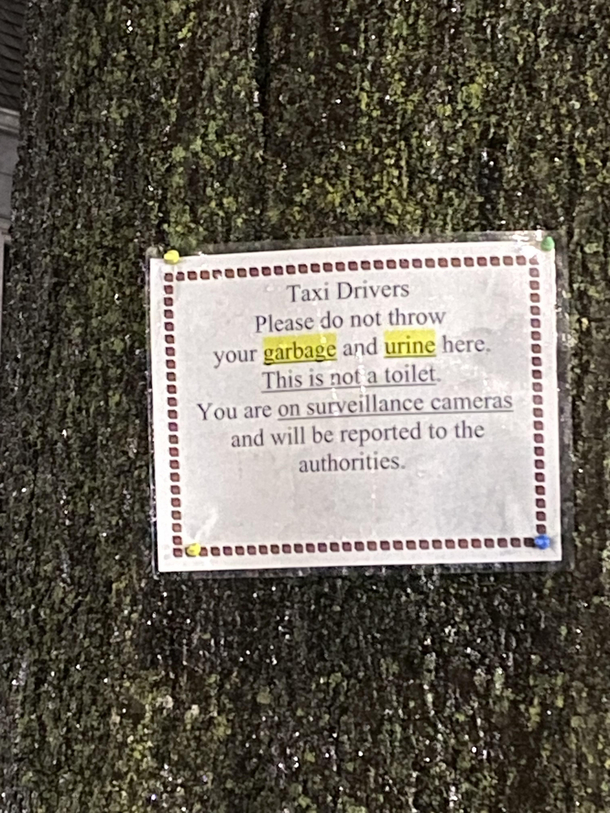 Taxi Drivers
Please do not throw
your garbage and urine here.
This is not a toilet.
You are on surveillance cameras
and will be reported to the
authorities.